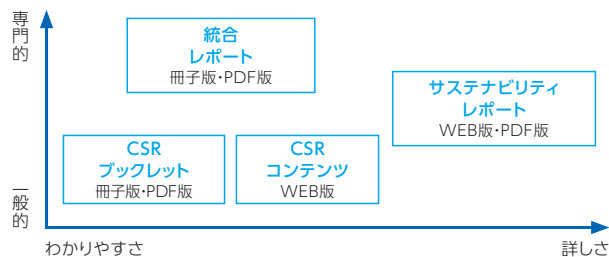 専門的
統合
レポート
冊子版・PDF版
サステナビリティ
レポート
WEB版・PDF版
CSR
ブックレット
冊子版・PDF版
CSR
コンテンツ
WEB版
一般的
わかりやすさ
詳しさ